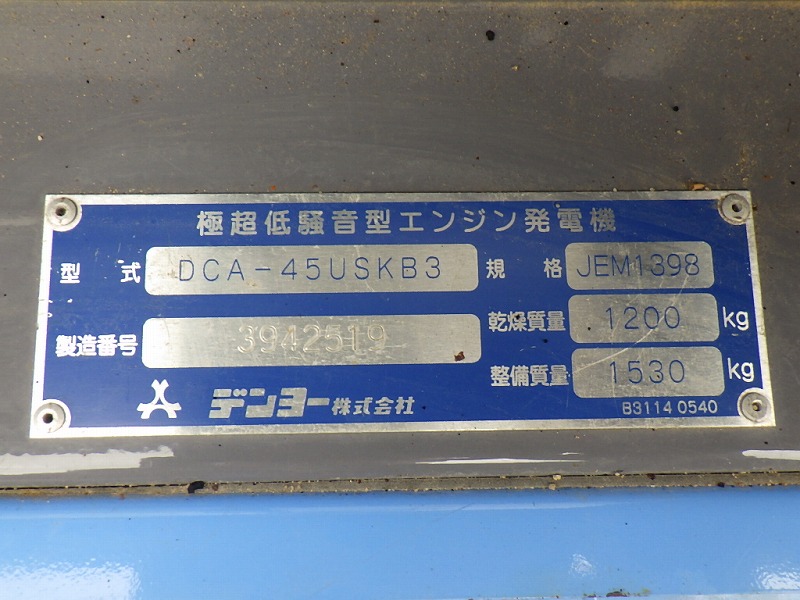 極超低騒音型エンジン発電機
型式 DCA-45USKB3 規格 JEM1398
製造番号 3942519 乾燥質量 1200 kg
整備質量 1530 kg
デンヨー株式会社 B31140540